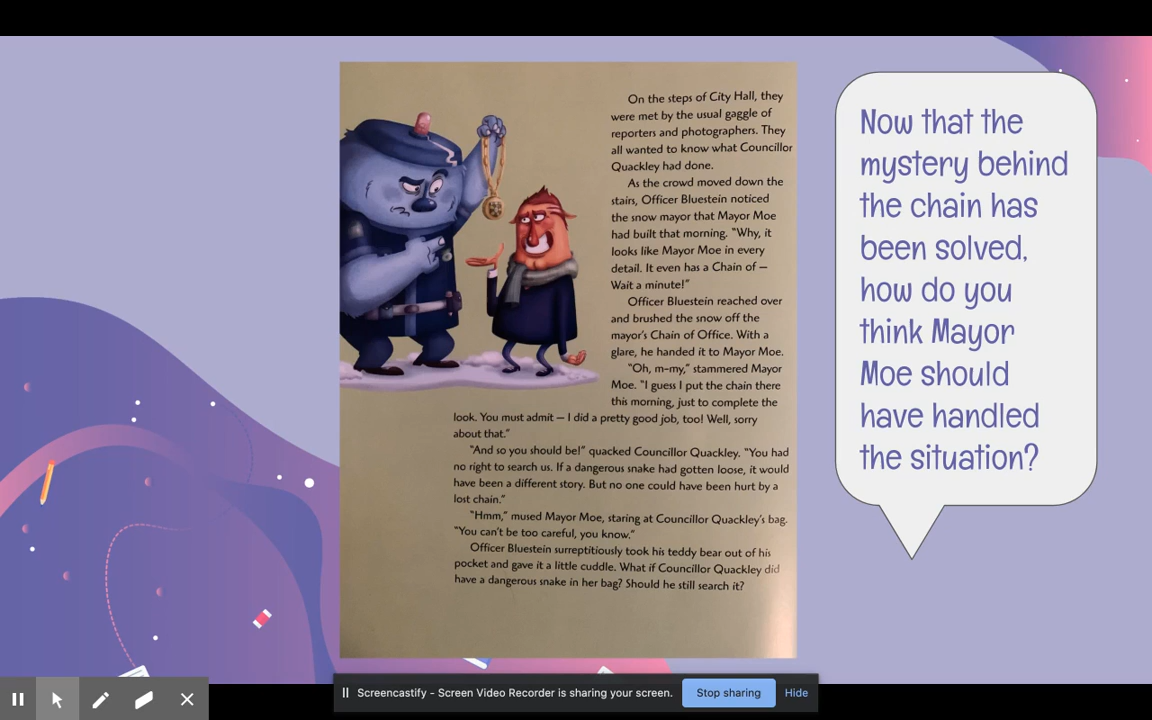 On the steps of City Hall, they
were met by the usual gaggle of
reporters and photographers. They
all wanted to know what Councillor
Quackley had done.
As the crowd moved down the
stairs, Officer Bluestein noticed
the snow mayor that Mayor Moe
had built that morning. "Why, it
looks like Mayor Moe in every
detail. It even has a Chain of —
Wait a minute!"
Officer Bluestein reached over
and brushed the snow off the
mayor's Chain of Office. With a
glare, he handed it to Mayor Moe.
"Oh, m-my," stammered Mayor
Moe. "I guess I put the chain there
this morning, just to complete the
look. You must admit — I did a pretty good job, too! Well, sorry
about that."
"And so you should be!" quacked Councillor Quackley. "You had
no right to search us. If a dangerous snake had gotten loose, it would
have been a different story. But no one could have been hurt by a
lost chain."
"Hmm," mused Mayor Moe, staring at Councillor Quackley's bag.
"You can't be too careful, you know."
Officer Bluestein surreptitiously took his teddy bear out of his
pocket and gave it a little cuddle. What if Councillor Quackley did
have a dangerous snake in her bag? Should he still search it?
Now that the
mystery behind
the chain has
been solved,
how do you
think Mayor
Moe should
have handled
the situation?
Screencastify - Screen Video Recorder is sharing your screen.
Stop sharing
Hide